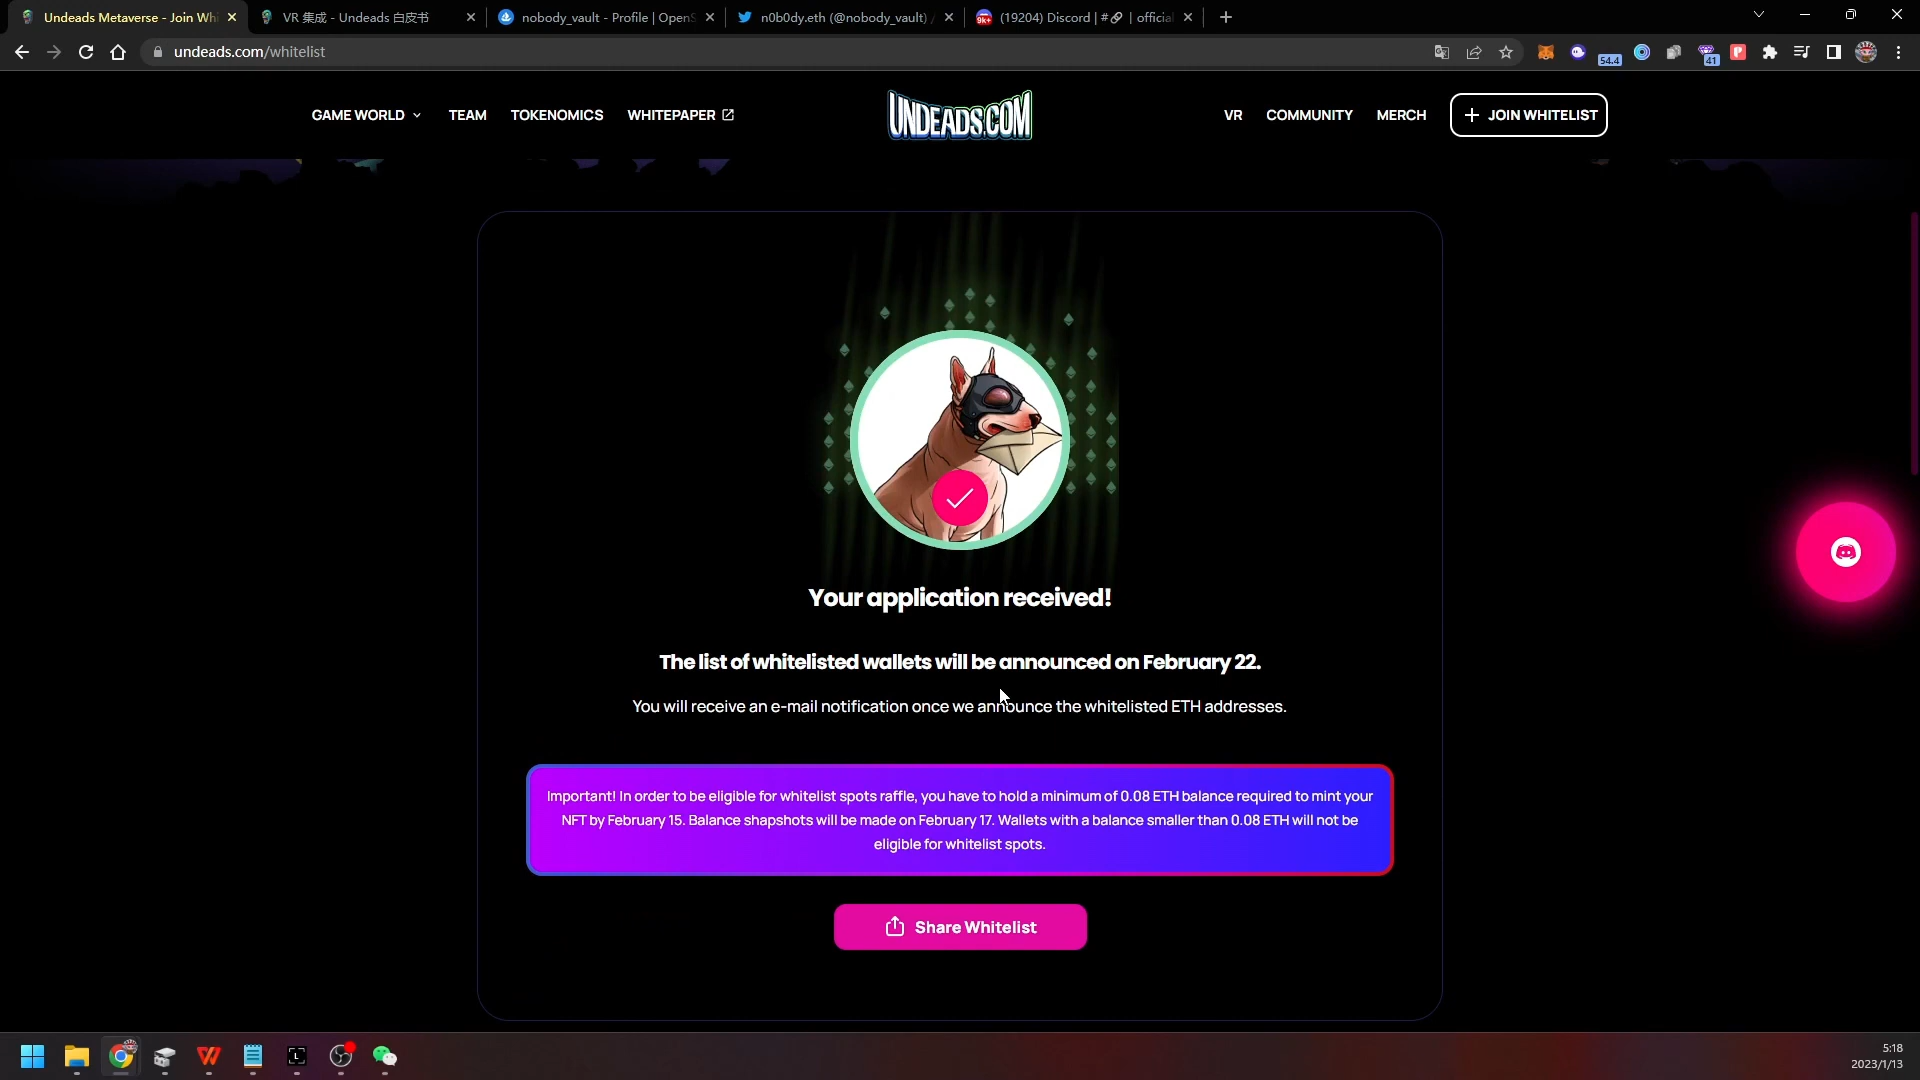 Undeads Metaverse - Join Whi
VR 集成 - Undeads 白皮书
nobody_vault - Profile | OpenS
n0b0dy.eth (@nobody_vault) /
(19204) Discord | #🔗 | official
undeads.com/whitelist
54.4
41
GAME WORLD
TEAM
TOKENOMICS
WHITEPAPER
UNDEADS.COM
VR
COMMUNITY
MERCH
JOIN WHITELIST
Your application received!
The list of whitelisted wallets will be announced on February 22.
You will receive an e-mail notification once we announce the whitelisted ETH addresses.
Important! In order to be eligible for whitelist spots raffle, you have to hold a minimum of 0.08 ETH balance required to mint your
NFT by February 15. Balance shapshots will be made on February 17. Wallets with a balance smaller than 0.08 ETH will not be
eligible for whitelist spots.
Share Whitelist
5:18
2023/1/13